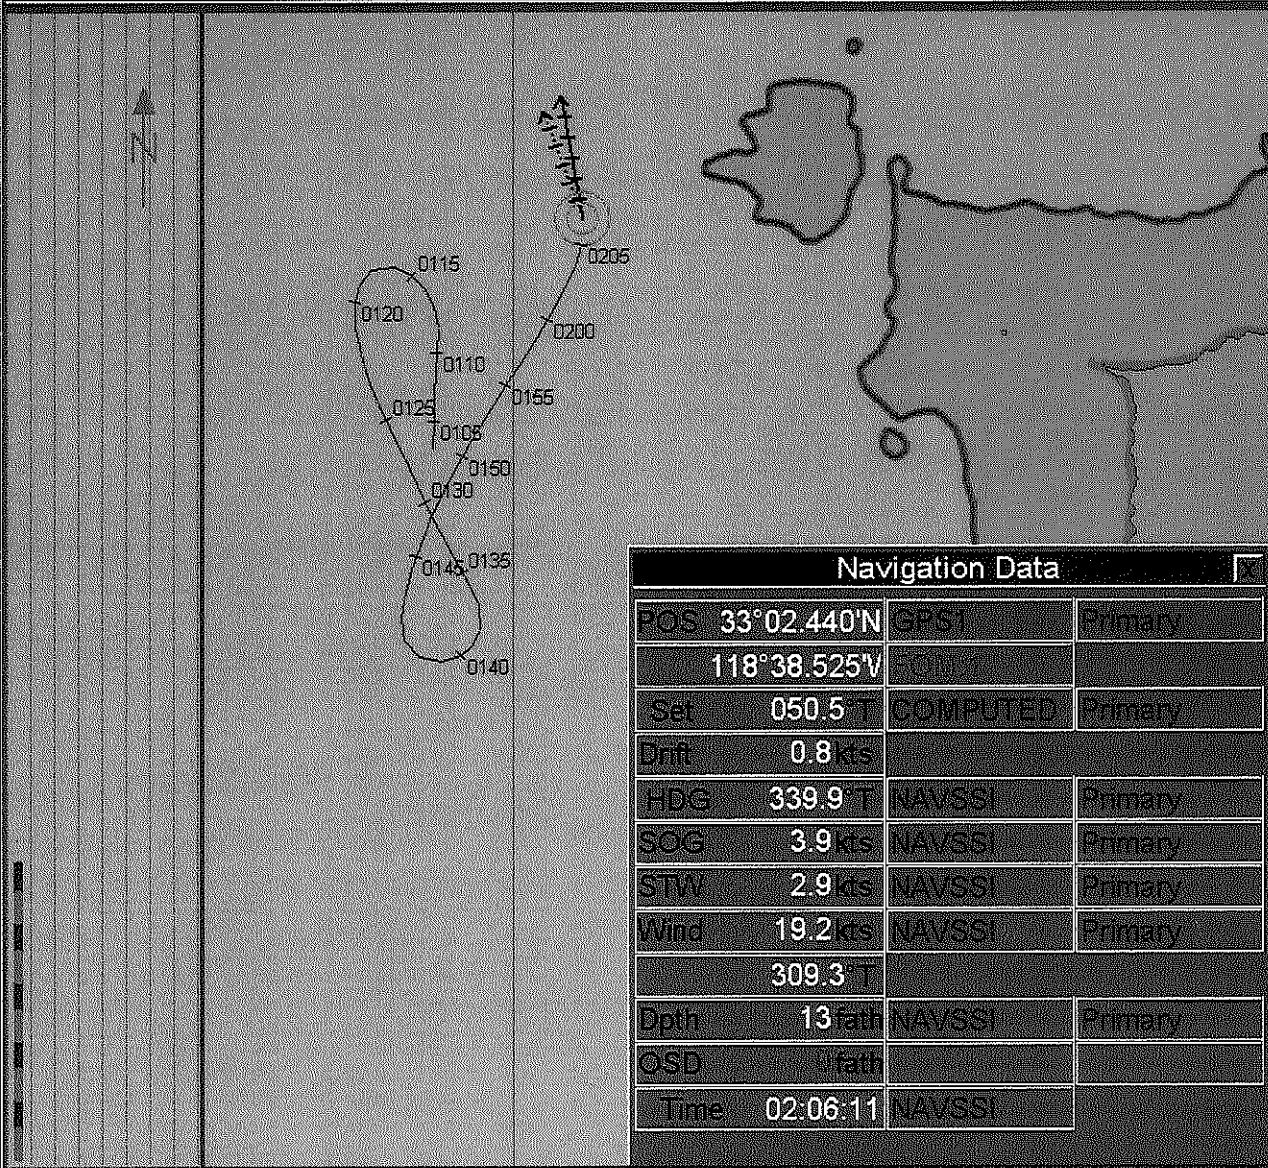 N
0115
0205
0120
0200
0110
0155
0125
0105
0150
0130
0135
0145
0140
Navigation Data X
POS 33°02.440'N GPS1 Primary
118°38.525'W
Set 050.5°T COMPUTED Primary
Drift 0.8 kts
HDG 339.9°T NAVSSI Primary
SOG 3.9 kts NAVSSI Primary
STW 2.9 kts NAVSSI Primary
Wind 19.2 kts NAVSSI Primary
309.3°T
Dpth 13 fath NAVSSI Primary
OSD fath
Time 02:06:11 NAVSSI